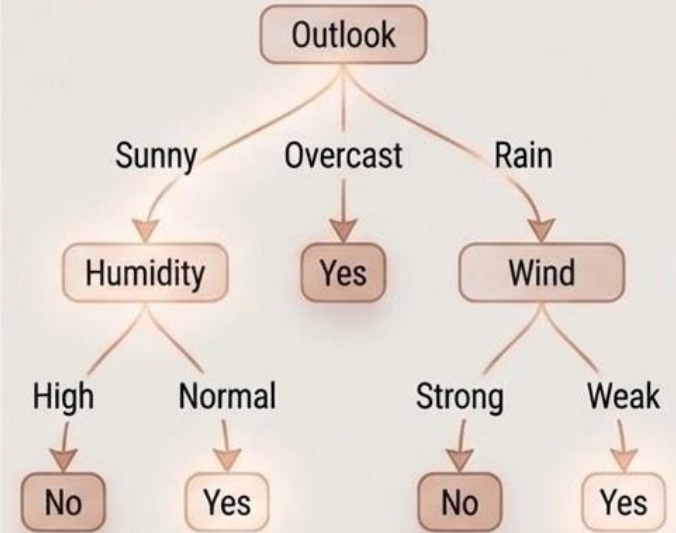 Outlook
Sunny Overcast Rain
Humidity Yes Wind
High Normal Strong Weak
No Yes No Yes